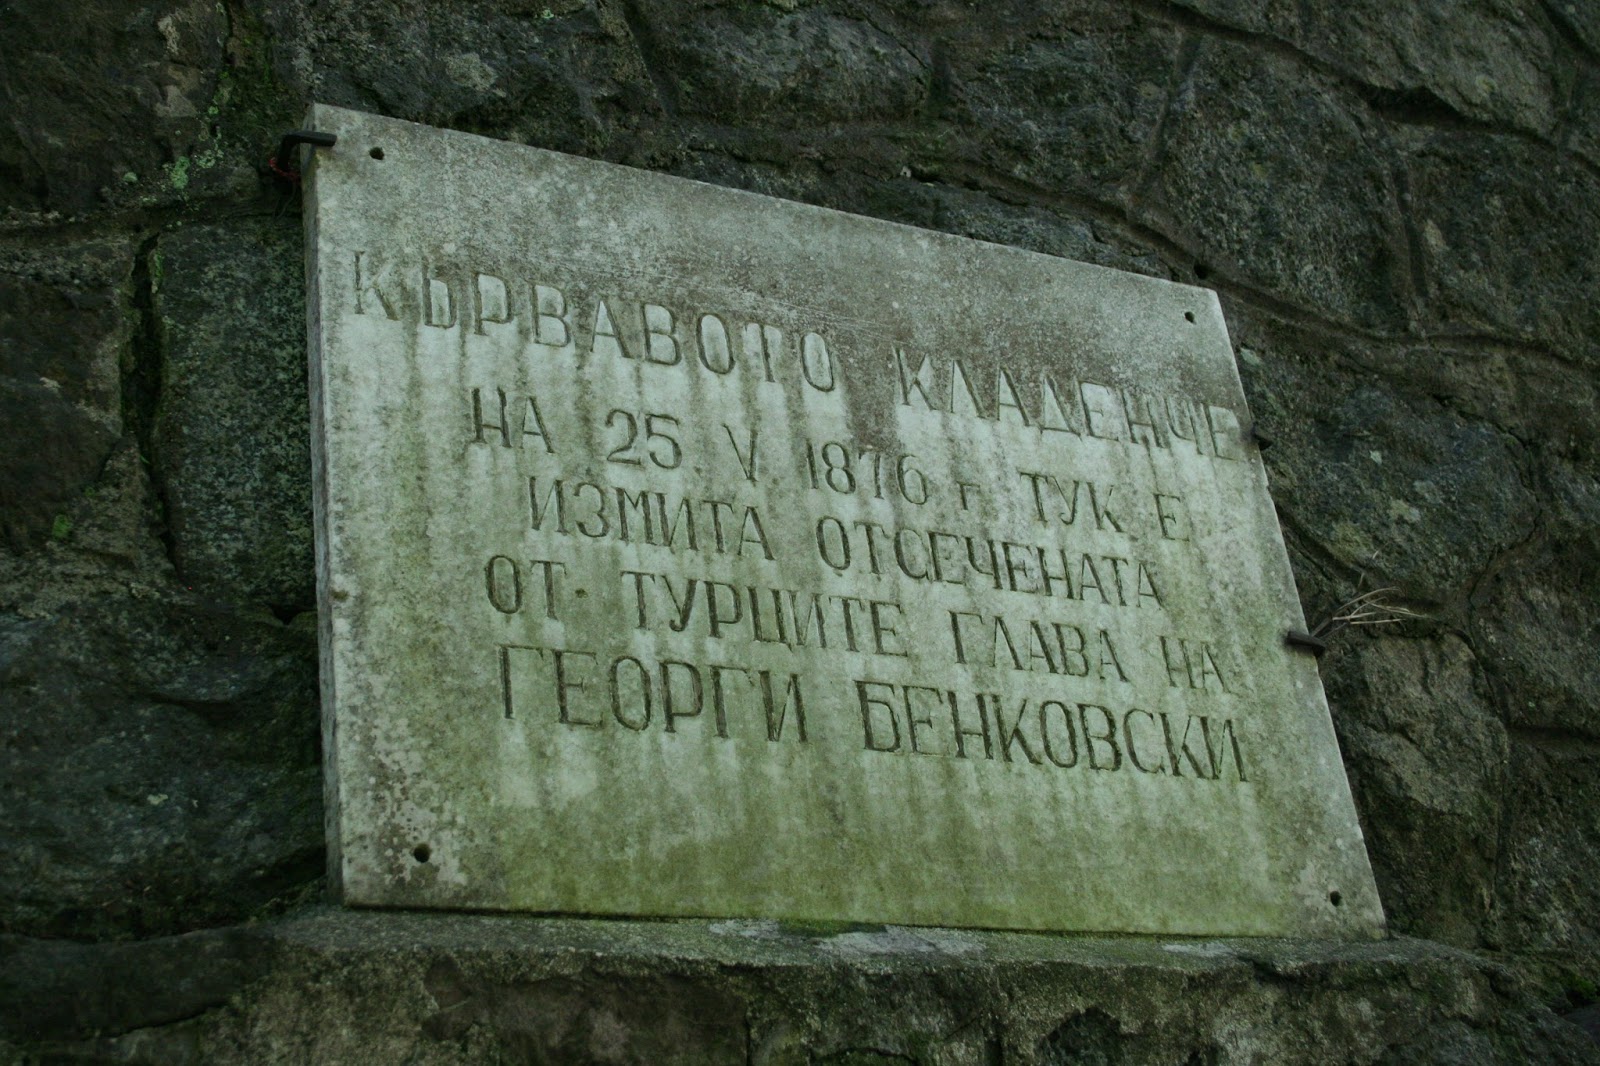 КЪРВАВОТО КЛАДЕНЧЕ
НА 25. V 1876 г. ТУК Е
ИЗМИТА ОТСЕЧЕНАТА
ОТ ТУРЦИТЕ ГЛАВА НА
ГЕОРГИ БЕНКОВСКИ